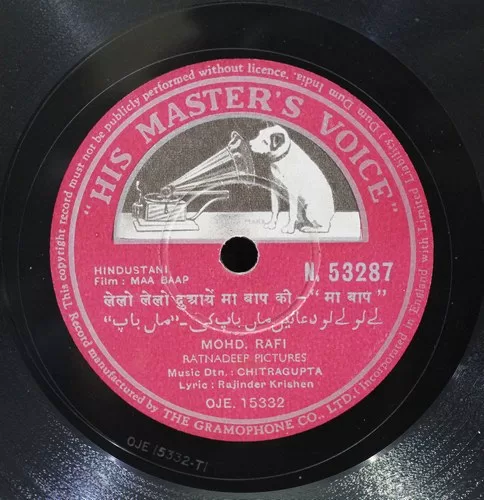 This copyright record must not be publicly performed without licence.
"HIS MASTER'S VOICE"
Dum Dum, India.
HINDUSTANI
Film : MAA BAAP
N. 53287
लेलो लेलो दुआयें मा बाप की - "मा बाप"
لے لو لے لو دعائیں ماں باپ کی - "ماں باپ"
MOHD. RAFI
RATNADEEP PICTURES
Music Dtn. : CHITRAGUPTA
Lyric : Rajinder Krishen
OJE. 15332
Record manufactured by THE GRAMOPHONE CO., LTD. (Incorporated in England with Limited Liability)
OJE 15332-T1